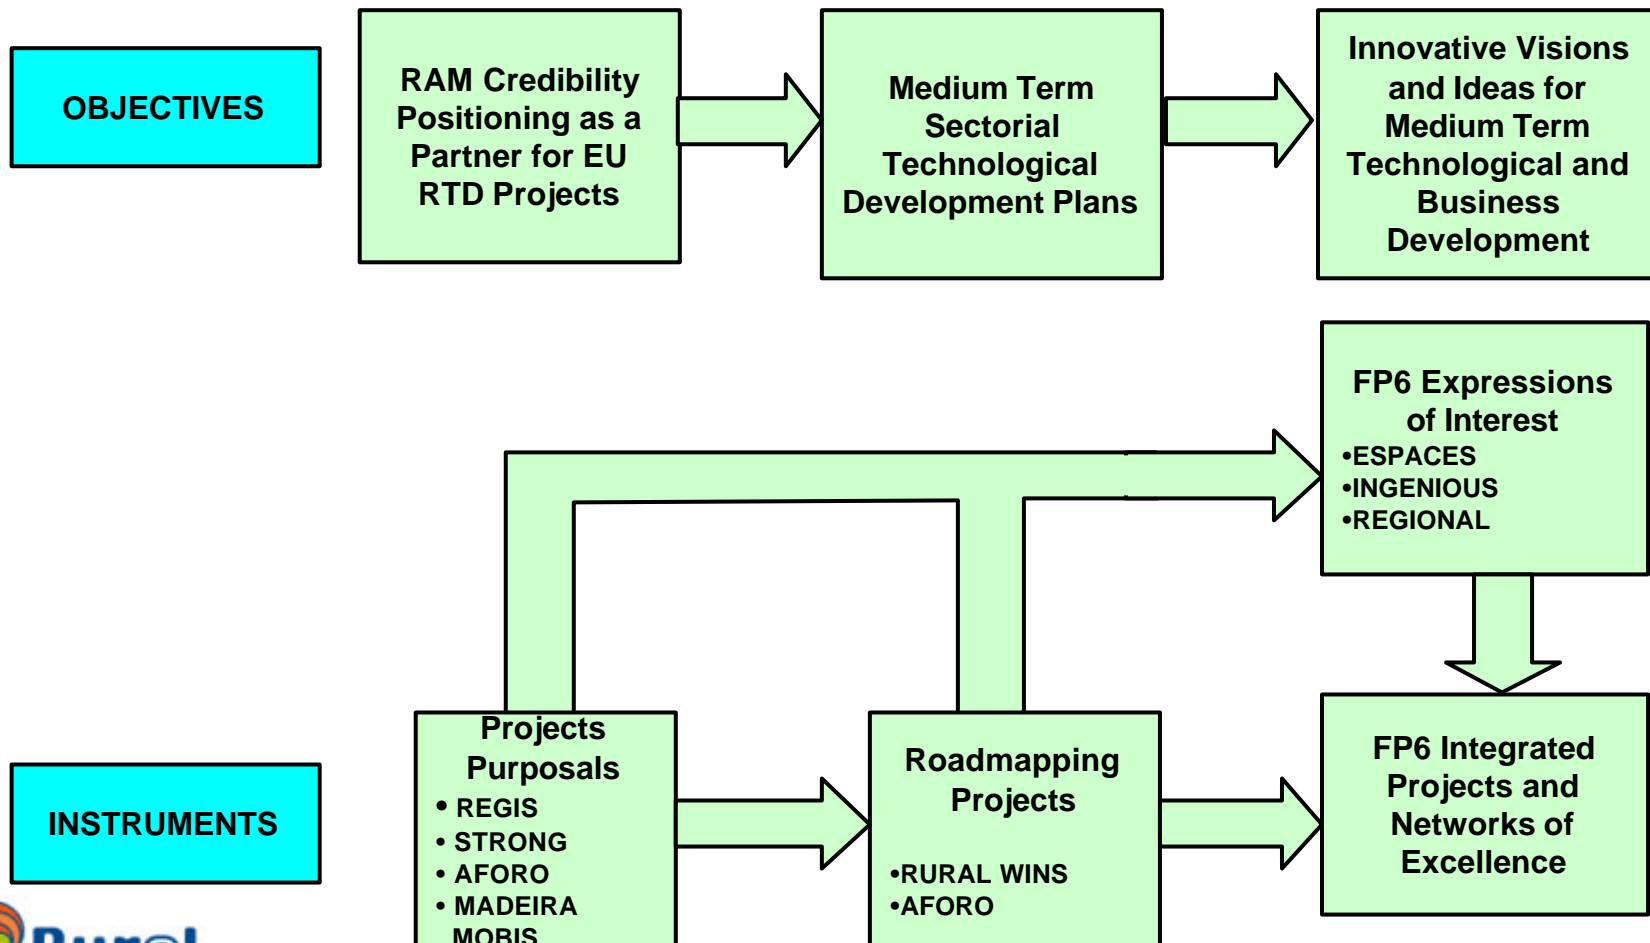 OBJECTIVES
RAM Credibility
Positioning as a
Partner for EU
RTD Projects
Medium Term
Sectorial
Technological
Development Plans
Innovative Visions
and Ideas for
Medium Term
Technological and
Business
Development
FP6 Expressions
of Interest
•ESPACES
•INGENIOUS
•REGIONAL
INSTRUMENTS
Projects
Purposals
• REGIS
• STRONG
• AFORO
• MADEIRA
MOBIS
Roadmapping
Projects
•RURAL WINS
•AFORO
FP6 Integrated
Projects and
Networks of
Excellence
Rur@l